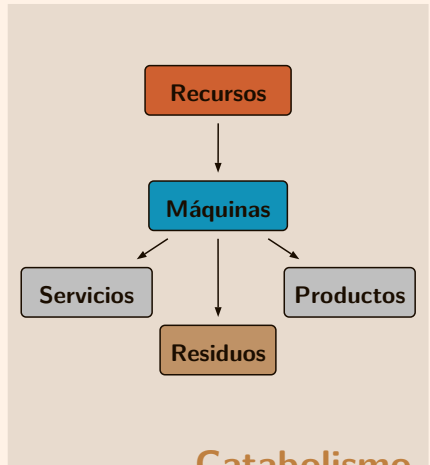 Recursos
Máquinas
Servicios
Productos
Residuos
Catabolismo